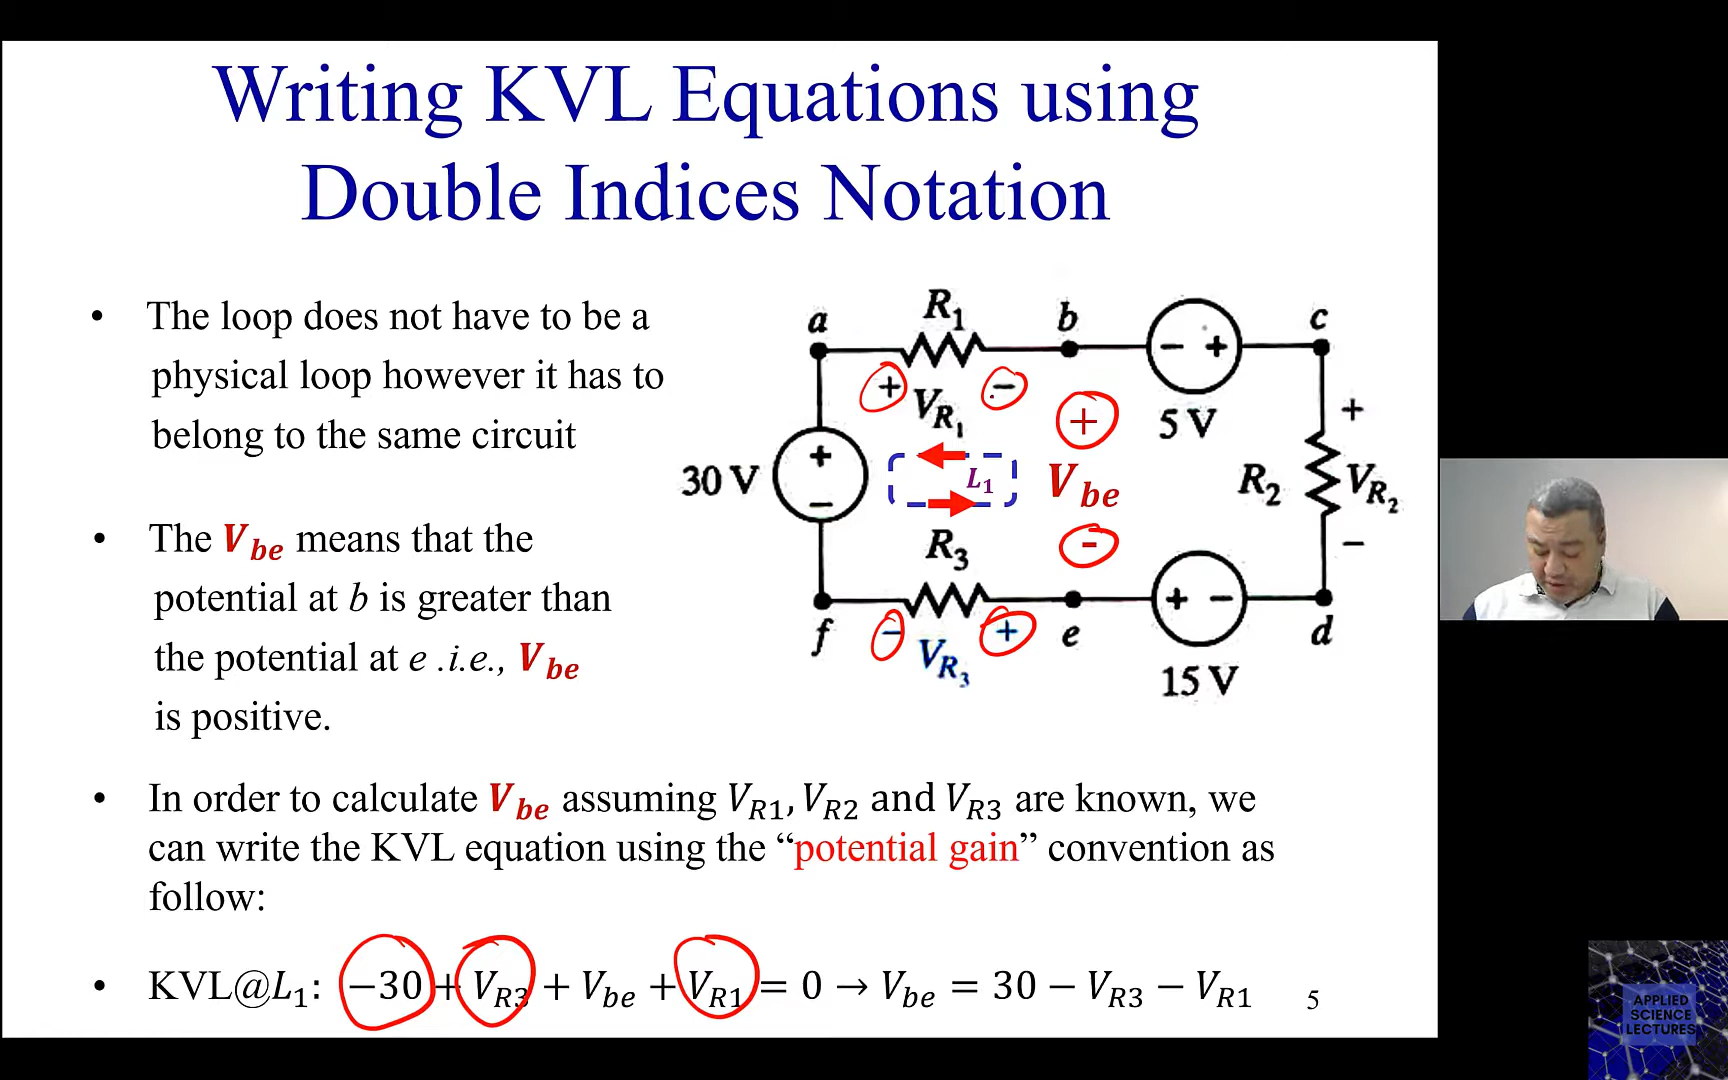 Writing KVL Equations using
Double Indices Notation
• The loop does not have to be a
physical loop however it has to
belong to the same circuit
• The V_be means that the
potential at b is greater than
the potential at e .i.e., V_be
is positive.
a
R₁
b
c
+ V_R₁ −
− +
5 V
+
+
30 V
+
−
L₁
V_be
R₂
V_R₂
-
−
R₃
+ −
f
− V_R₃ +
e
d
15 V
• In order to calculate V_be assuming V_R1, V_R2 and V_R3 are known, we
can write the KVL equation using the “potential gain” convention as
follow:
• KVL@L₁: −30 + V_R3 + V_be + V_R1 = 0 → V_be = 30 − V_R3 − V_R1
5
APPLIED
SCIENCE
LECTURES